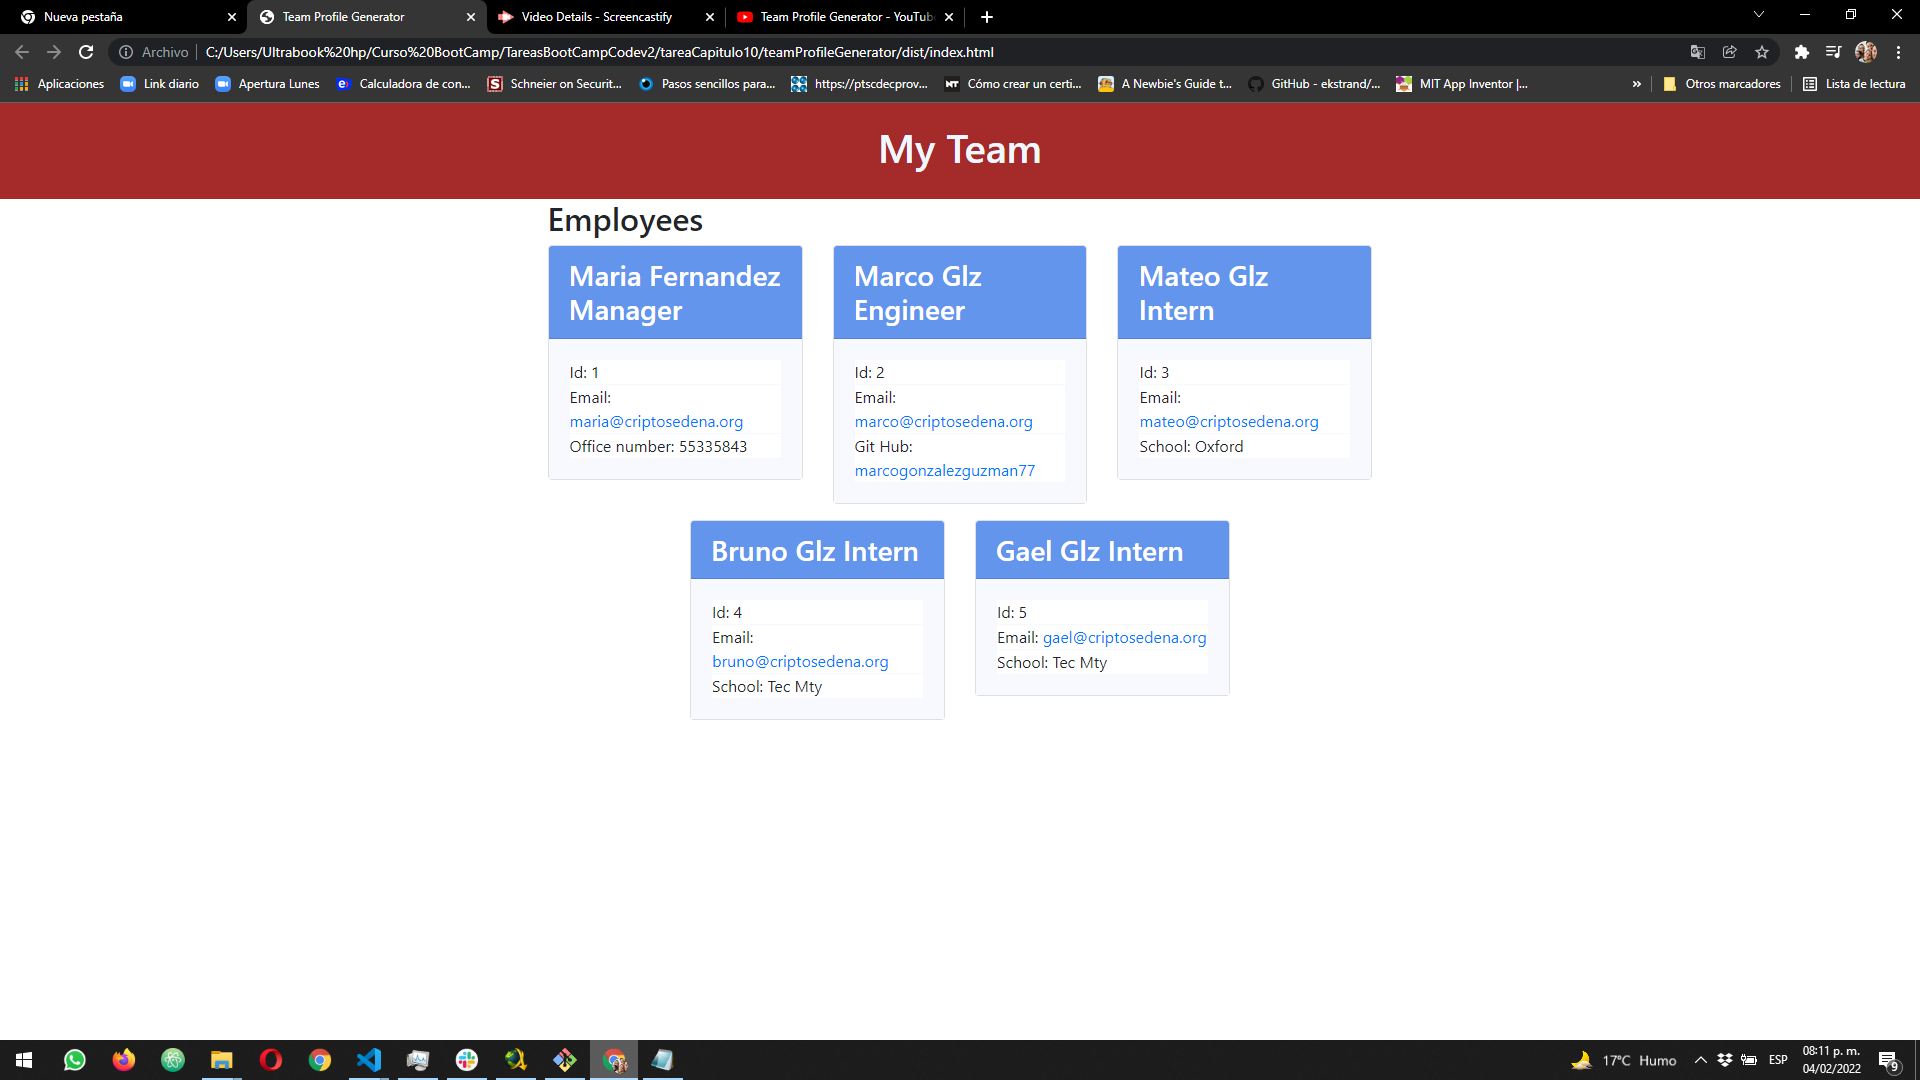 Nueva pestaña
Team Profile Generator
Video Details - Screencastify
Team Profile Generator - YouTub
Archivo
C:/Users/Ultrabook%20hp/Curso%20BootCamp/TareasBootCampCodev2/tareaCapitulo10/teamProfileGenerator/dist/index.html
Aplicaciones
Link diario
Apertura Lunes
Calculadora de con...
Schneier on Securit...
Pasos sencillos para...
https://ptscdecprov...
Cómo crear un certi...
A Newbie's Guide t...
GitHub - ekstrand/...
MIT App Inventor |...
»
Otros marcadores
Lista de lectura
My Team
Employees
Maria Fernandez
Manager
Id: 1
Email:
maria@criptosedena.org
Office number: 55335843
Marco Glz
Engineer
Id: 2
Email:
marco@criptosedena.org
Git Hub:
marcogonzalezguzman77
Mateo Glz
Intern
Id: 3
Email:
mateo@criptosedena.org
School: Oxford
Bruno Glz Intern
Id: 4
Email:
bruno@criptosedena.org
School: Tec Mty
Gael Glz Intern
Id: 5
Email: gael@criptosedena.org
School: Tec Mty
17°C Humo
ESP
08:11 p. m.
04/02/2022
9